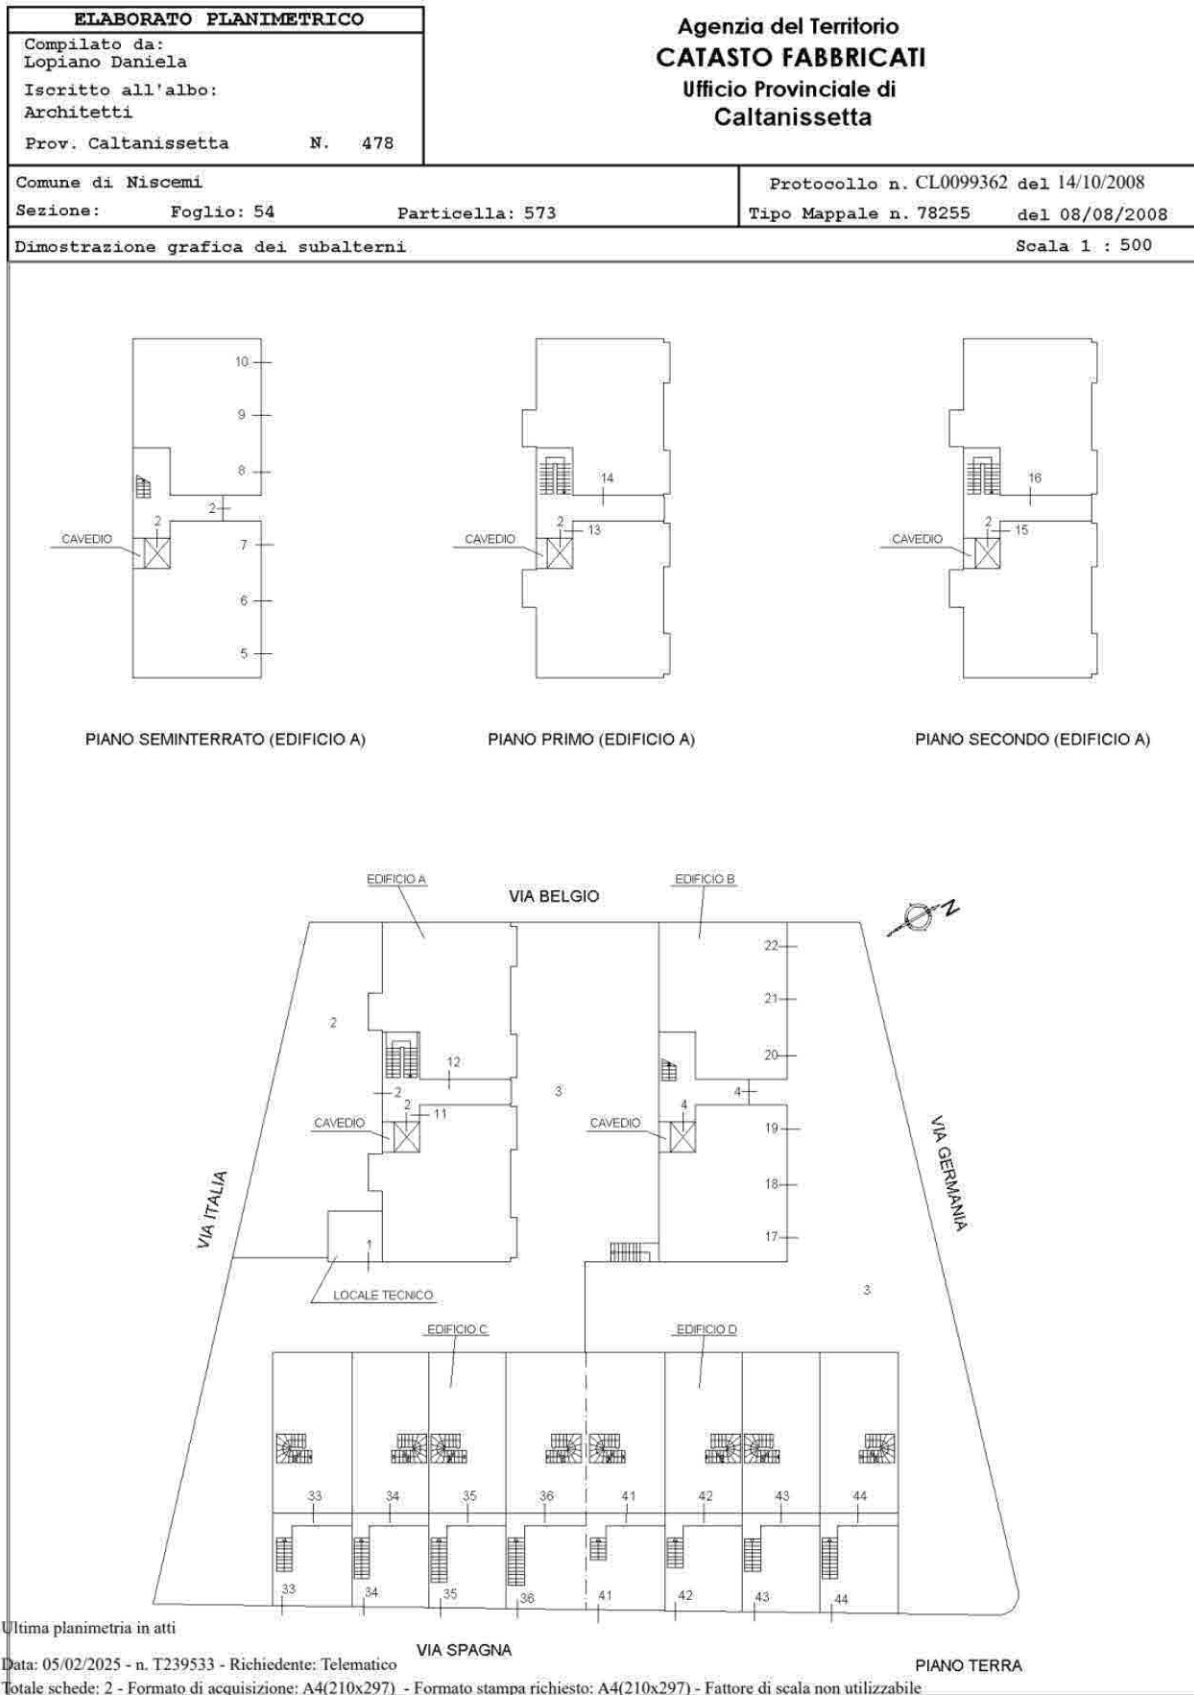 ELABORATO PLANIMETRICO
Compilato da:
Lopiano Daniela
Iscritto all'albo:
Architetti
Prov. Caltanissetta N. 478
Agenzia del Territorio
CATASTO FABBRICATI
Ufficio Provinciale di
Caltanissetta
Comune di Niscemi
Sezione: Foglio: 54 Particella: 573
Protocollo n. CL0099362 del 14/10/2008
Tipo Mappale n. 78255 del 08/08/2008
Dimostrazione grafica dei subalterni Scala 1 : 500
10
9
8
2
2
CAVEDIO
7
6
5
PIANO SEMINTERRATO (EDIFICIO A)
14
2
13
CAVEDIO
PIANO PRIMO (EDIFICIO A)
16
2
15
CAVEDIO
PIANO SECONDO (EDIFICIO A)
EDIFICIO A
VIA BELGIO
EDIFICIO B
N
22
21
2
20
12
3
2
4
2
11
4
CAVEDIO
CAVEDIO
19
18
17
VIA ITALIA
VIA GERMANIA
1
LOCALE TECNICO
3
EDIFICIO C
EDIFICIO D
33 34 35 36 41 42 43 44
33 34 35 36 41 42 43 44
Ultima planimetria in atti
VIA SPAGNA
PIANO TERRA
Data: 05/02/2025 - n. T239533 - Richiedente: Telematico
Totale schede: 2 - Formato di acquisizione: A4(210x297) - Formato stampa richiesto: A4(210x297) - Fattore di scala non utilizzabile